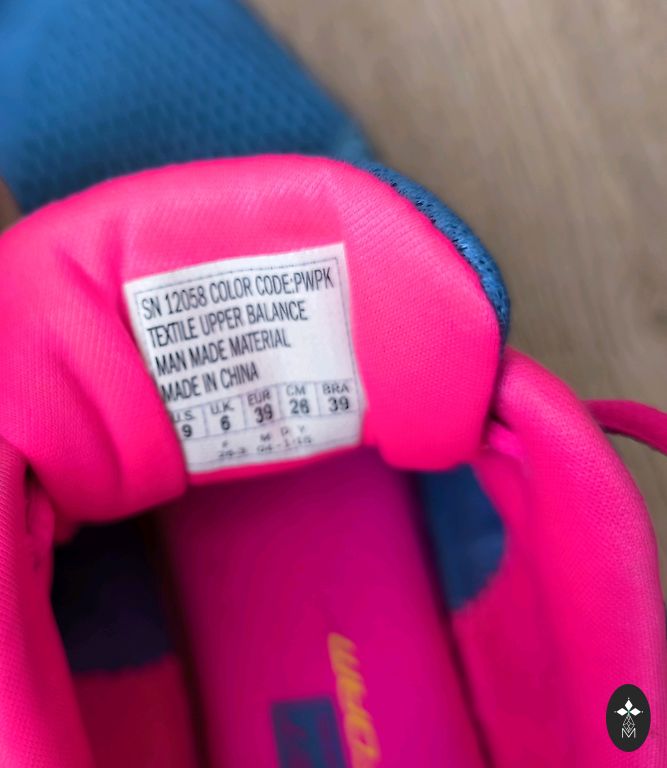 SN 12058 COLOR CODE:PWPK
TEXTILE UPPER BALANCE
MAN MADE MATERIAL
MADE IN CHINA
U.S. U.K. EUR CM BRA
9 6 39 26 39
M D Y
M